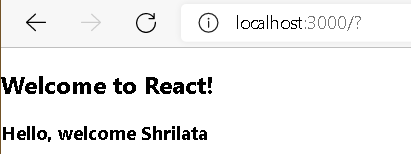 localhost:3000/?
Welcome to React!
Hello, welcome Shrilata